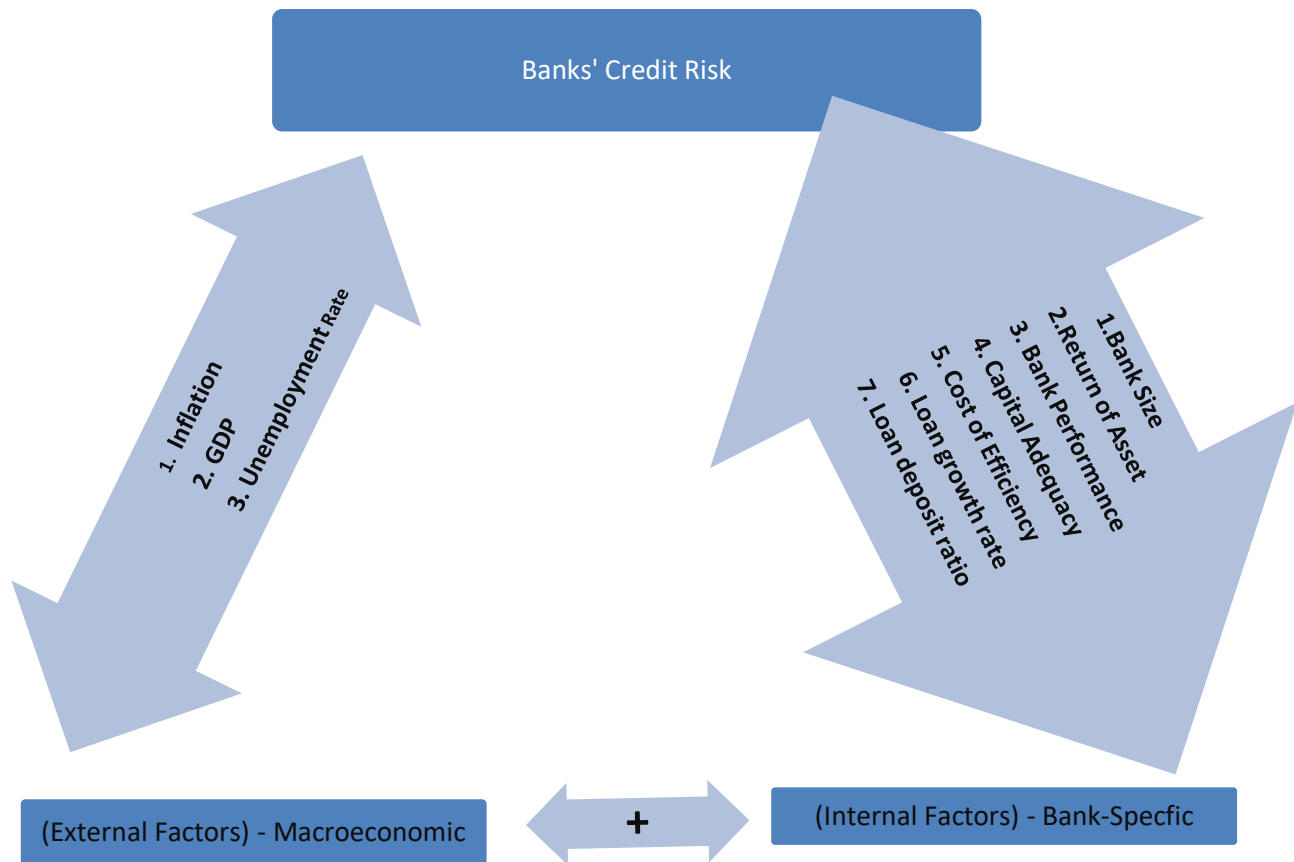 Banks' Credit Risk
1. Inflation
2. GDP
3. Unemployment Rate
1.Bank Size
2.Return of Asset
3. Bank Performance
4. Capital Adequacy
5. Cost of Efficiency
6. Loan growth rate
7. Loan deposit ratio
(External Factors) - Macroeconomic
+
(Internal Factors) - Bank-Specfic